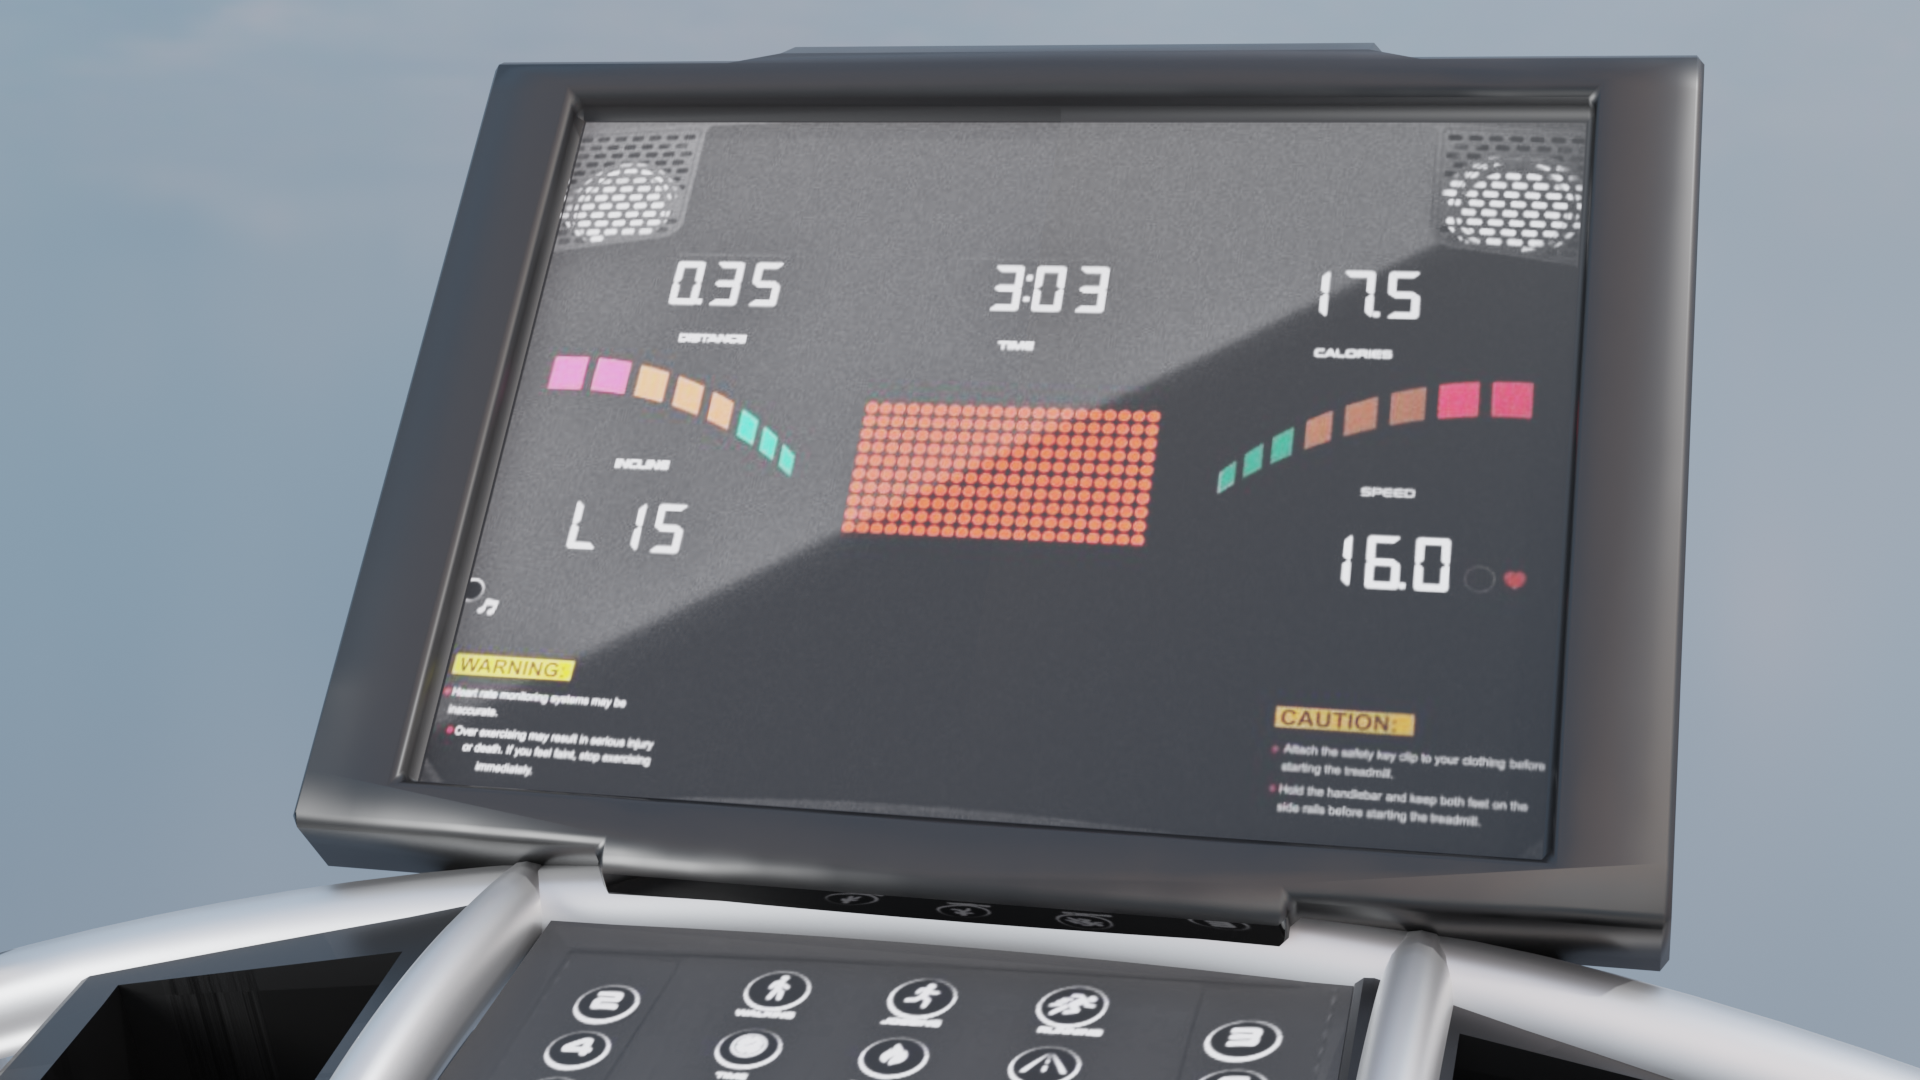 0.35
3:03
17.5
DISTANCE
TIME
CALORIES
INCLINE
SPEED
L 15
16.0
WARNING:
Heart rate monitoring systems may be
inaccurate.
Over exercising may result in serious injury
or death. If you feel faint, stop exercising
immediately.
CAUTION:
Attach the safety key clip to your clothing before
starting the treadmill.
Hold the handlebar and keep both feet on the
side rails before starting the treadmill.
2
WALKING
JOGGING
RUNNING
3
4
TIME